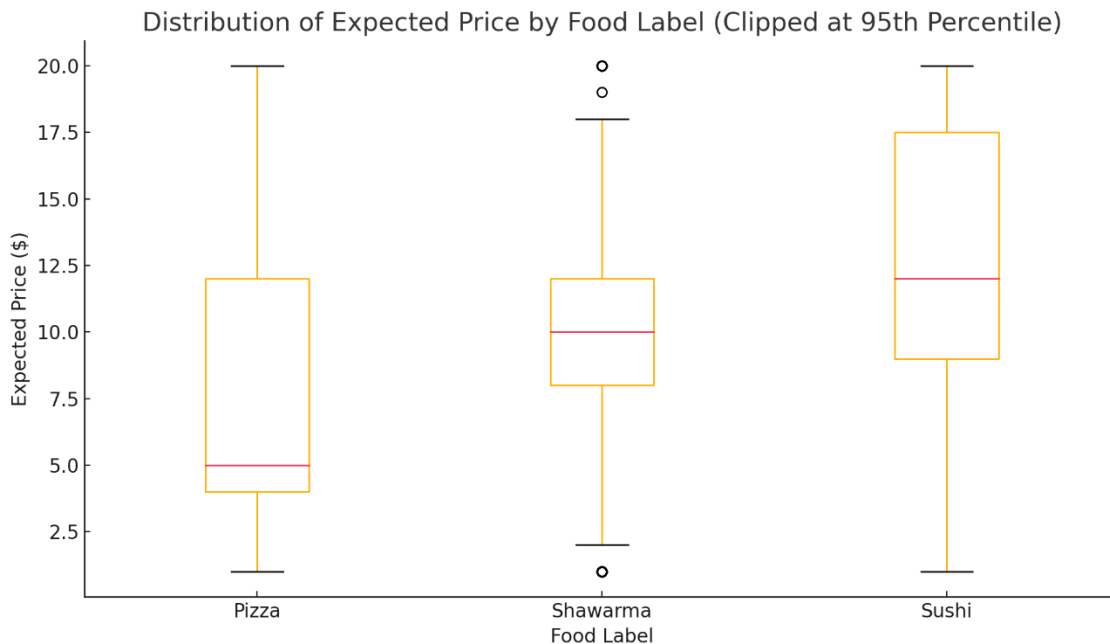 Distribution of Expected Price by Food Label (Clipped at 95th Percentile)
Expected Price ($)
20.0
17.5
15.0
12.5
10.0
7.5
5.0
2.5
Pizza Shawarma Sushi
Food Label